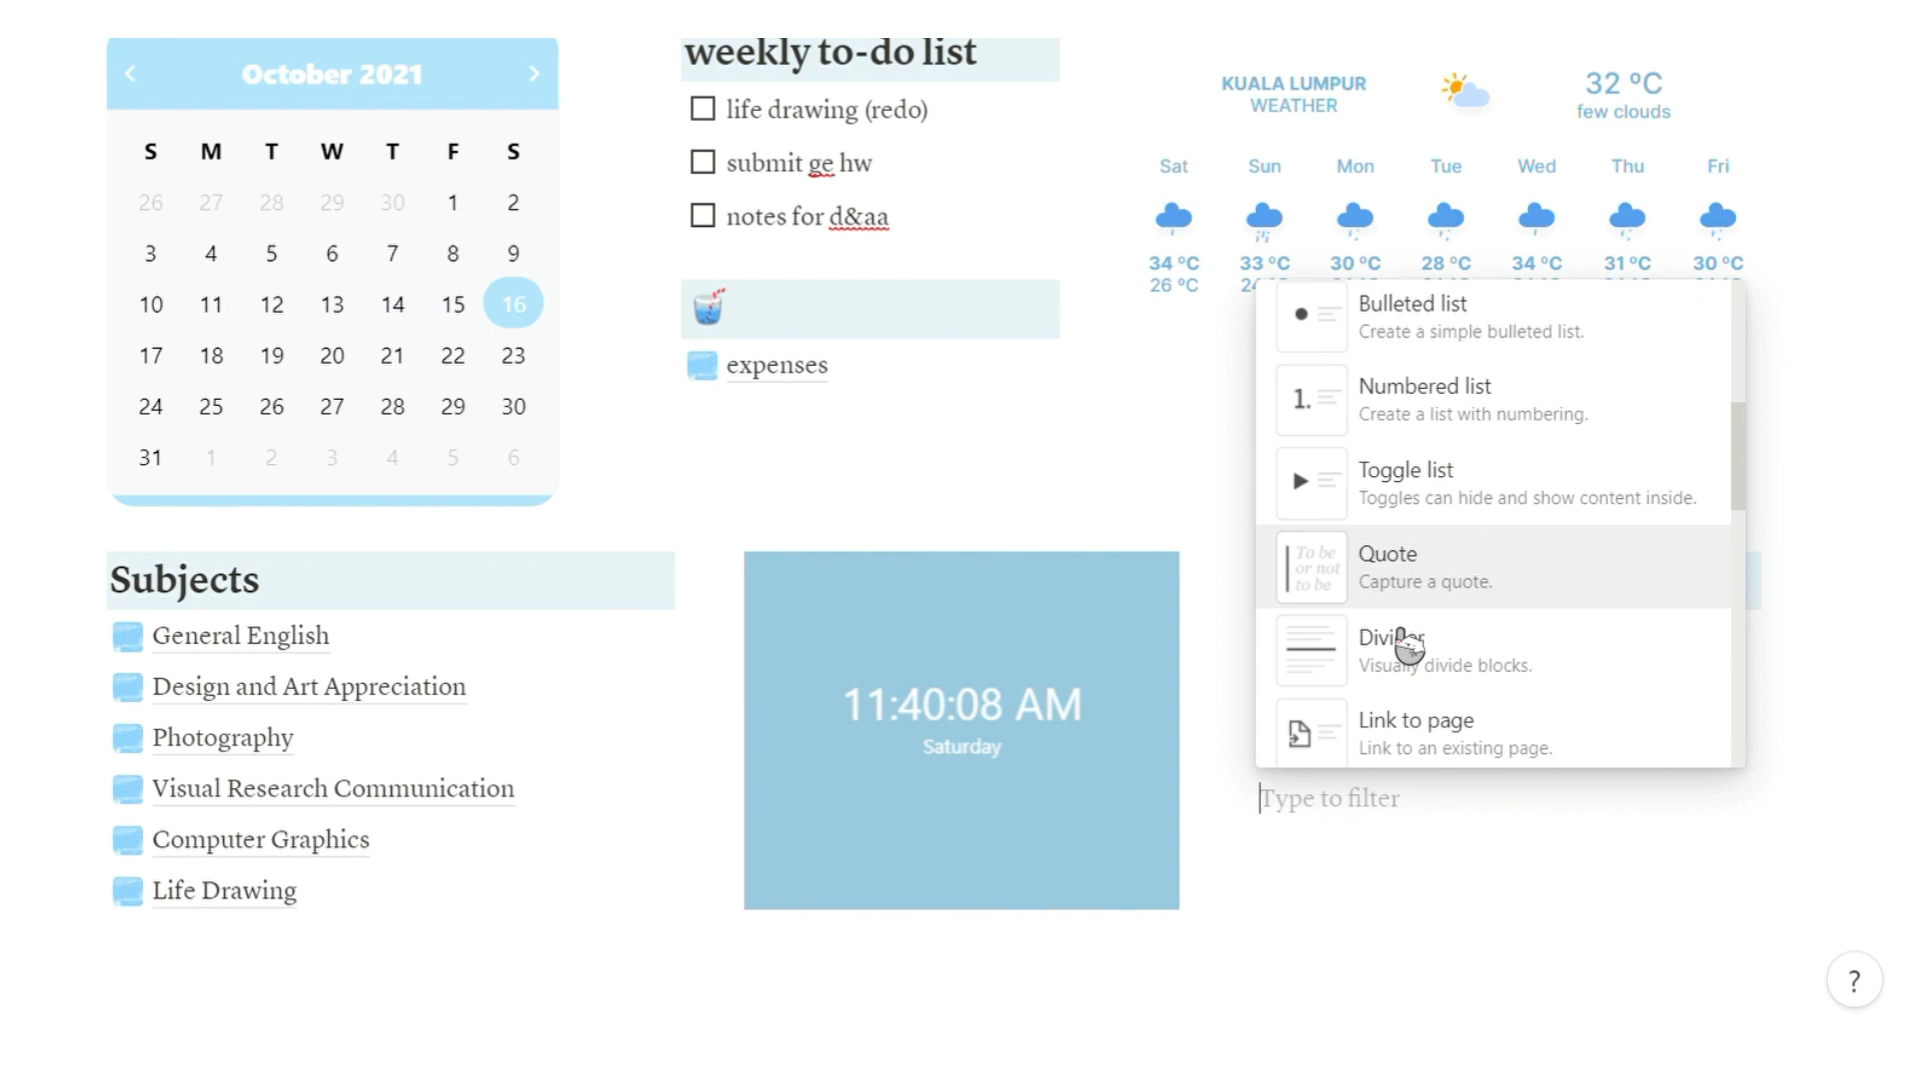 October 2021
S M T W T F S
26 27 28 29 30 1 2
3 4 5 6 7 8 9
10 11 12 13 14 15 16
17 18 19 20 21 22 23
24 25 26 27 28 29 30
31 1 2 3 4 5 6
weekly to-do list
life drawing (redo)
submit ge hw
notes for d&aa
expenses
KUALA LUMPUR
WEATHER
32 °C
few clouds
Sat Sun Mon Tue Wed Thu Fri
34 °C 33 °C 30 °C 28 °C 34 °C 31 °C 30 °C
26 °C
Bulleted list
Create a simple bulleted list.
1. Numbered list
Create a list with numbering.
Toggle list
Toggles can hide and show content inside.
To be
or not
to be
Quote
Capture a quote.
Divider
Visually divide blocks.
Link to page
Link to an existing page.
Type to filter
Subjects
General English
Design and Art Appreciation
Photography
Visual Research Communication
Computer Graphics
Life Drawing
11:40:08 AM
Saturday
?